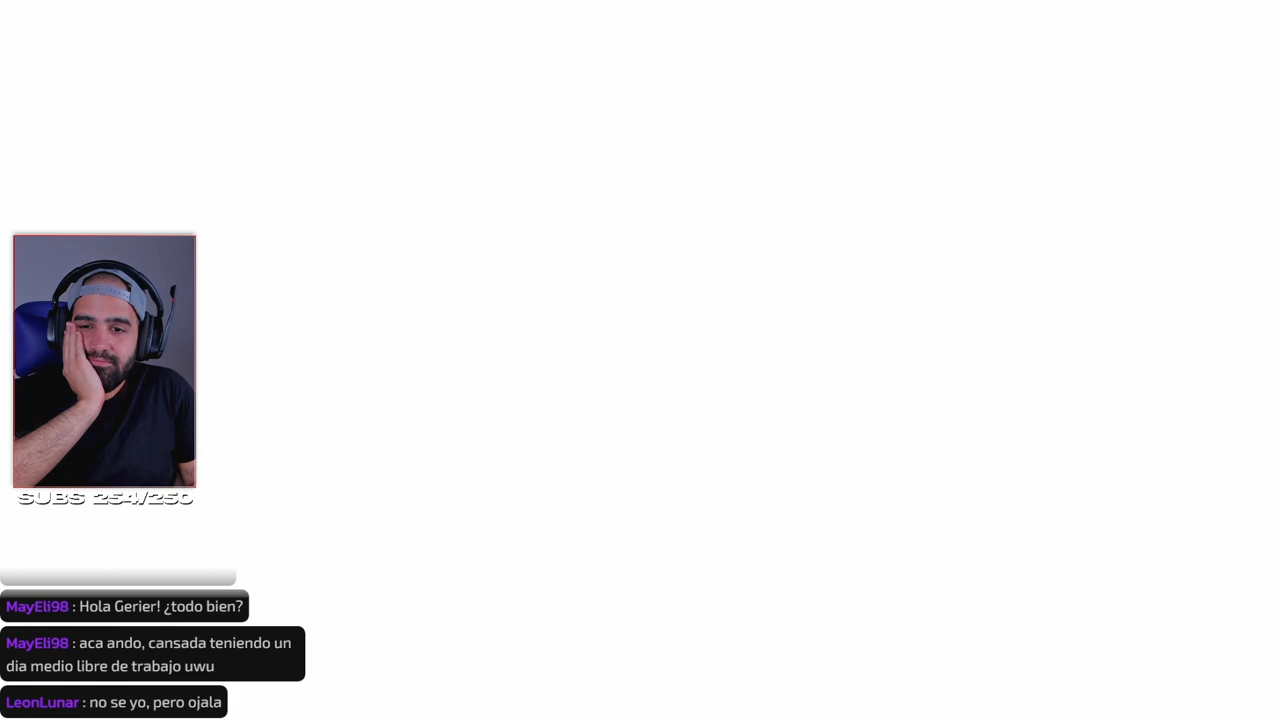 SUBS 254/250
MayEli98 : Hola Gerier! ¿todo bien?
MayEli98 : aca ando, cansada teniendo un
dia medio libre de trabajo uwu
LeonLunar : no se yo, pero ojala